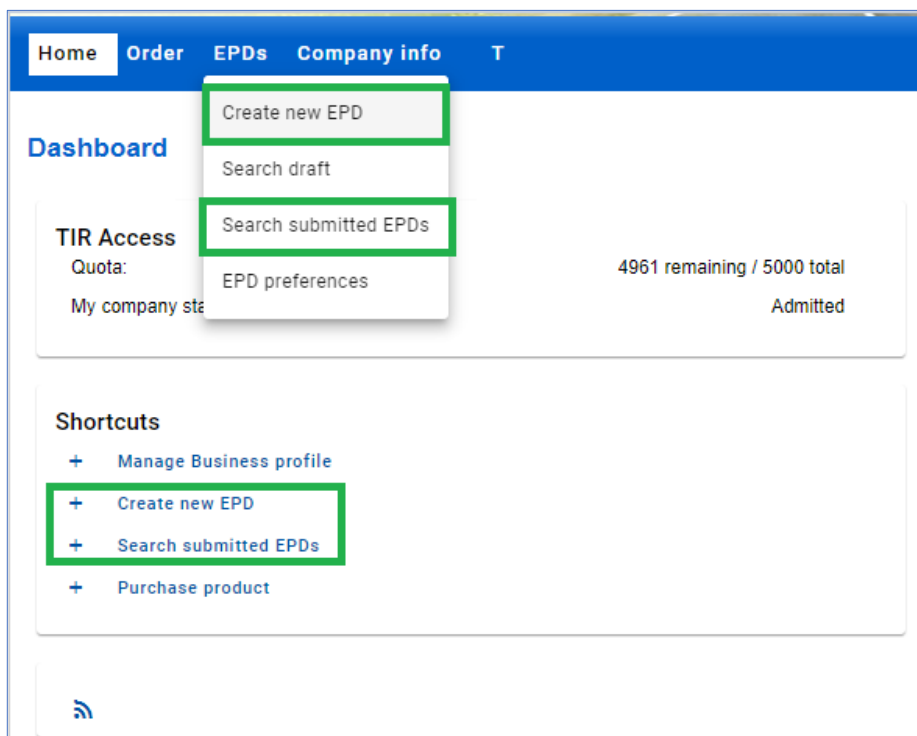 Home Order EPDs Company info T
Create new EPD
Dashboard
Search draft
Search submitted EPDs
TIR Access
Quota: 4961 remaining / 5000 total
EPD preferences
My company Admitted
Shortcuts
+ Manage Business profile
+ Create new EPD
+ Search submitted EPDs
+ Purchase product